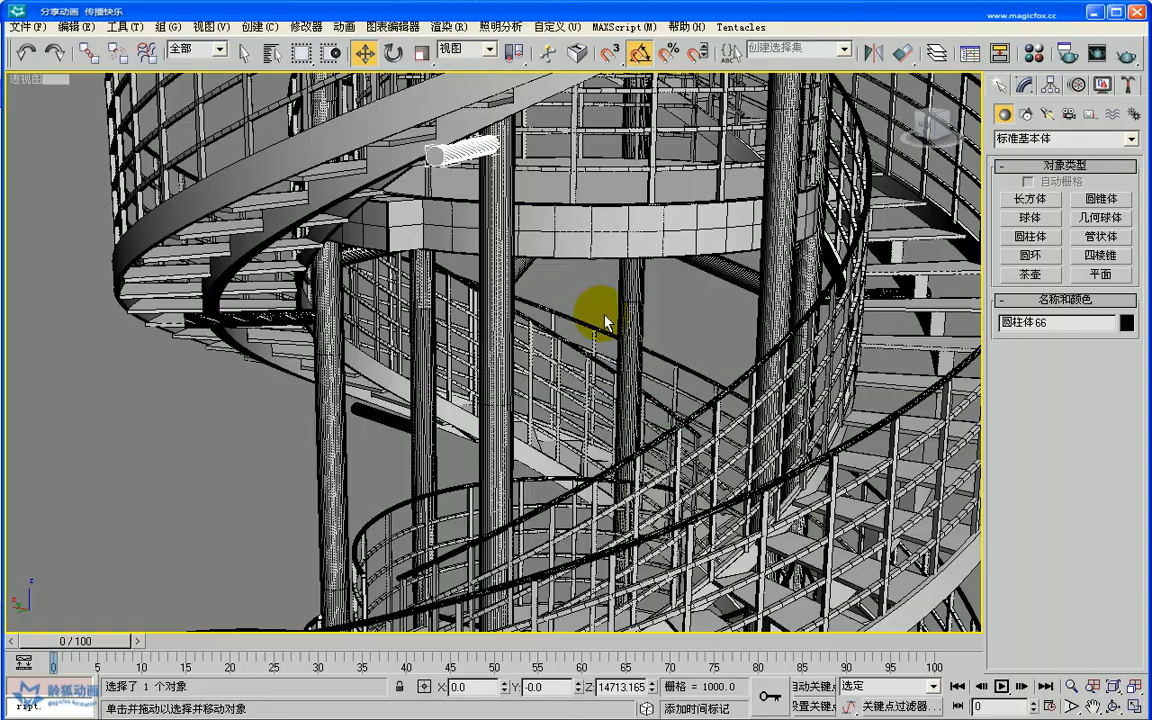 分享动画 传播快乐
www.magicfox.cc
文件(F) 编辑(E) 工具(T) 组(G) 视图(V) 创建(C) 修改器 动画 图表编辑器 渲染(R) 照明分析 自定义(U) MAXScript(M) 帮助(H) Tentacles
全部 视图 创建选择集
透视图
标准基本体
对象类型
自动栅格
长方体 圆锥体
球体 几何球体
圆柱体 管状体
圆环 四棱锥
茶壶 平面
名称和颜色
圆柱体66
0 / 100
0 5 10 15 20 25 30 35 40 45 50 55 60 65 70 75 80 85 90 95 100
选择了 1 个对象 X: 0.0 Y: -0.0 Z: 14713.165 栅格 = 1000.0 自动关键点 选定
单击并拖动以选择并移动对象 添加时间标记 设置关键点 关键点过滤器... 0